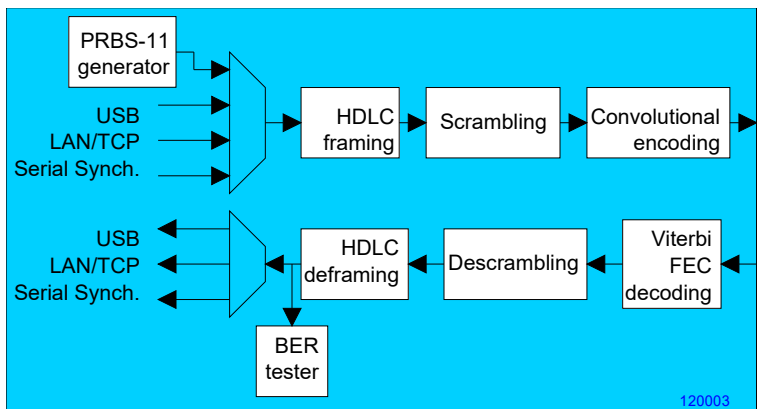 PRBS-11
generator
USB
LAN/TCP
Serial Synch.
HDLC
framing
Scrambling
Convolutional
encoding
USB
LAN/TCP
Serial Synch.
HDLC
deframing
Descrambling
Viterbi
FEC
decoding
BER
tester
120003